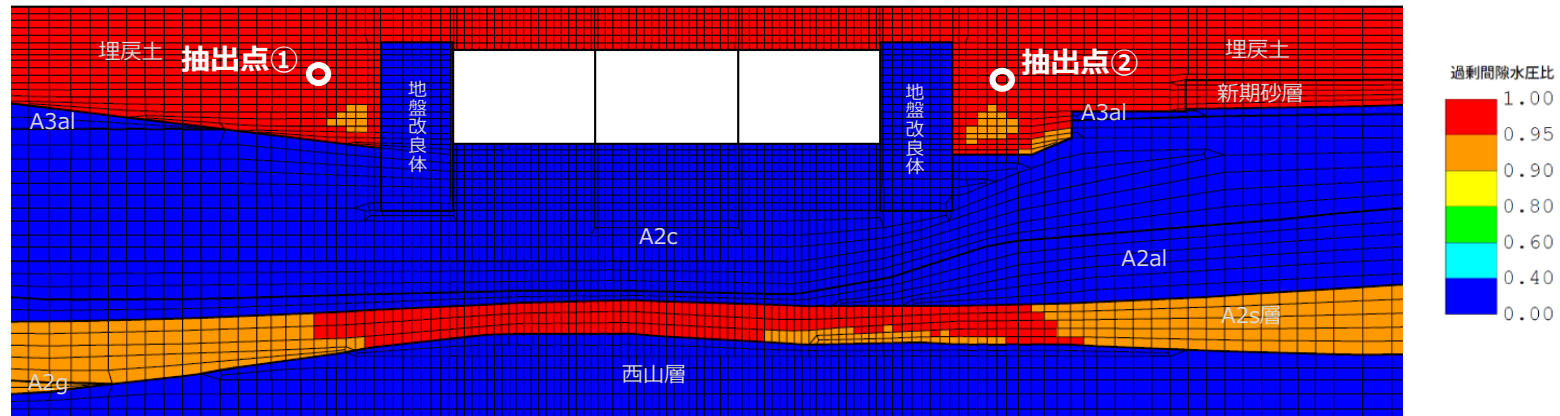 埋戻土
抽出点①
抽出点②
埋戻土
新期砂層
A3al
A3al
地盤改良体
地盤改良体
A2c
A2al
A2s層
A2g
西山層
過剰間隙水圧比
1.00
0.95
0.90
0.80
0.60
0.40
0.00